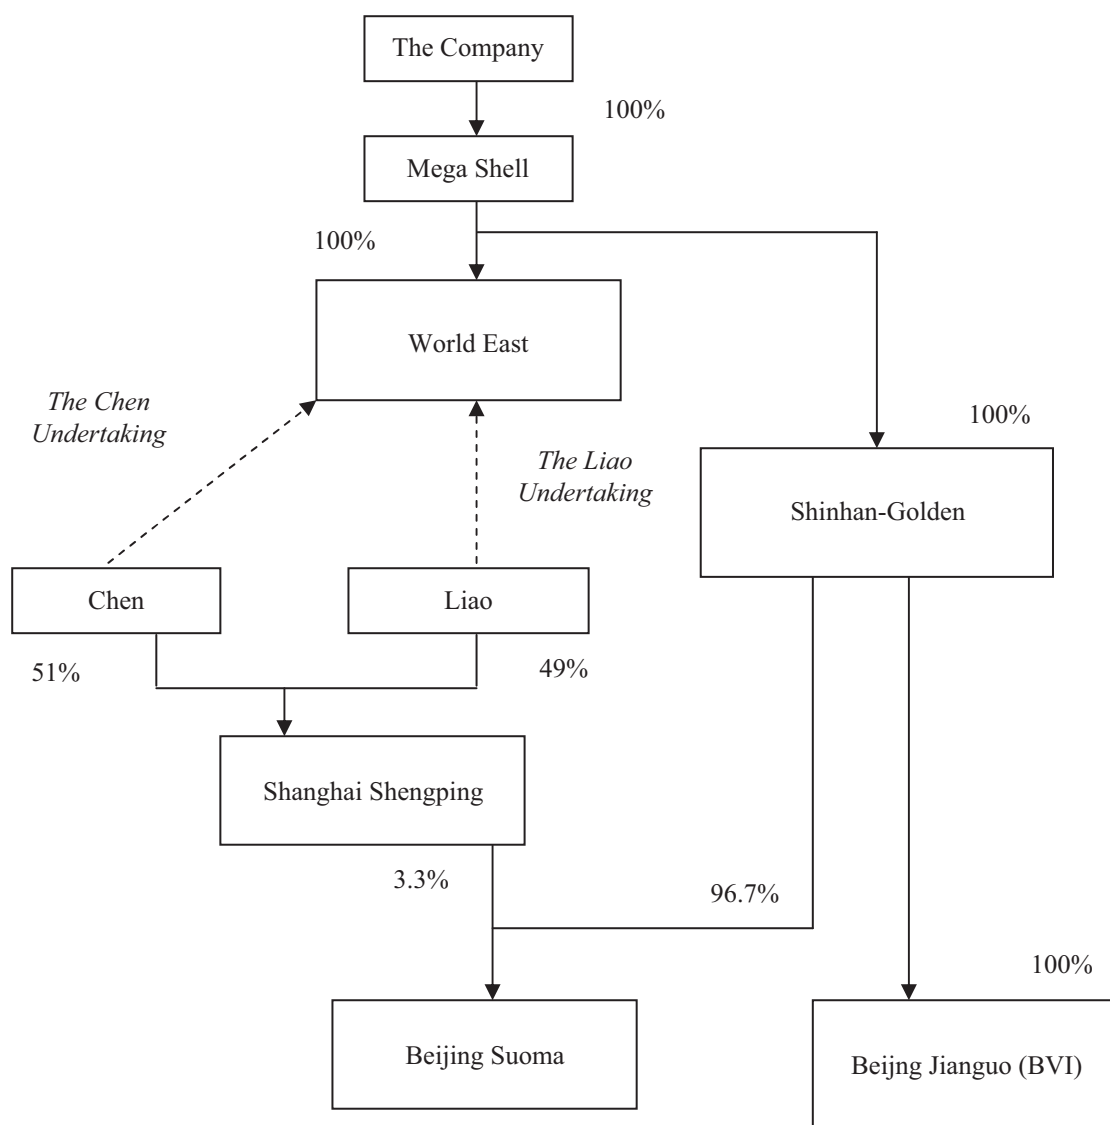 The Company
100%
Mega Shell
100%
World East
The Chen
Undertaking
100%
The Liao
Undertaking
Shinhan-Golden
Chen
Liao
51%
49%
Shanghai Shengping
3.3%
96.7%
100%
Beijing Suoma
Beijng Jianguo (BVI)